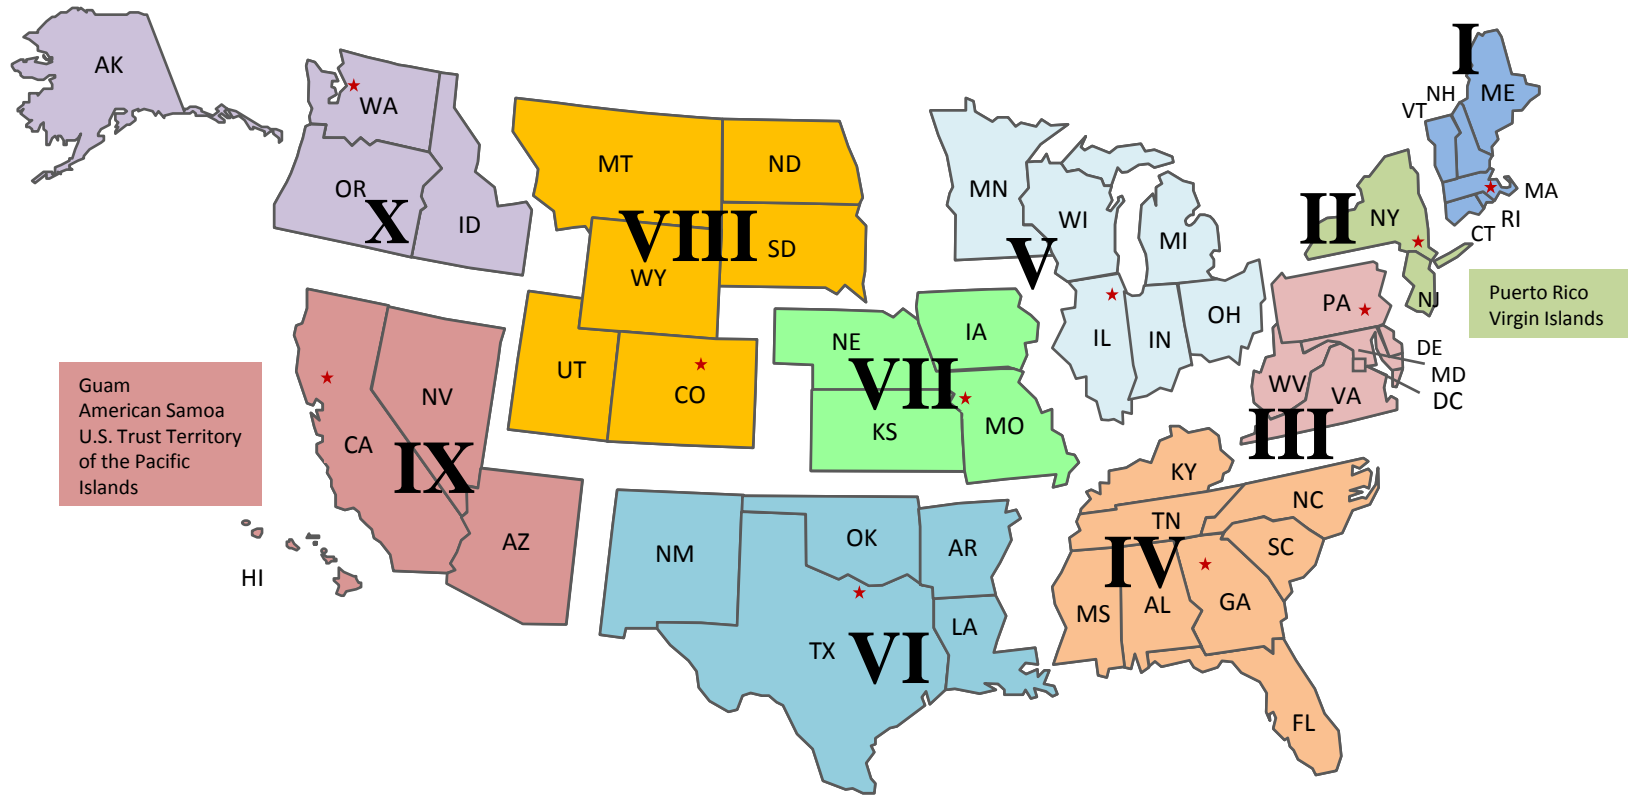 I
AK
NH
ME
WA
VT
MT
ND
OR
MN
MA
X
ID
VIII
WI
II
NY
RI
SD
MI
CT
V
WY
Puerto Rico
Virgin Islands
NJ
PA
OH
IA
IL
IN
NE
DE
UT
Guam
American Samoa
U.S. Trust Territory
of the Pacific
Islands
MD
VII
WV
NV
CO
VA
DC
KS
MO
III
CA
IX
KY
NC
TN
AZ
OK
NM
AR
SC
IV
HI
GA
AL
MS
LA
TX
VI
FL